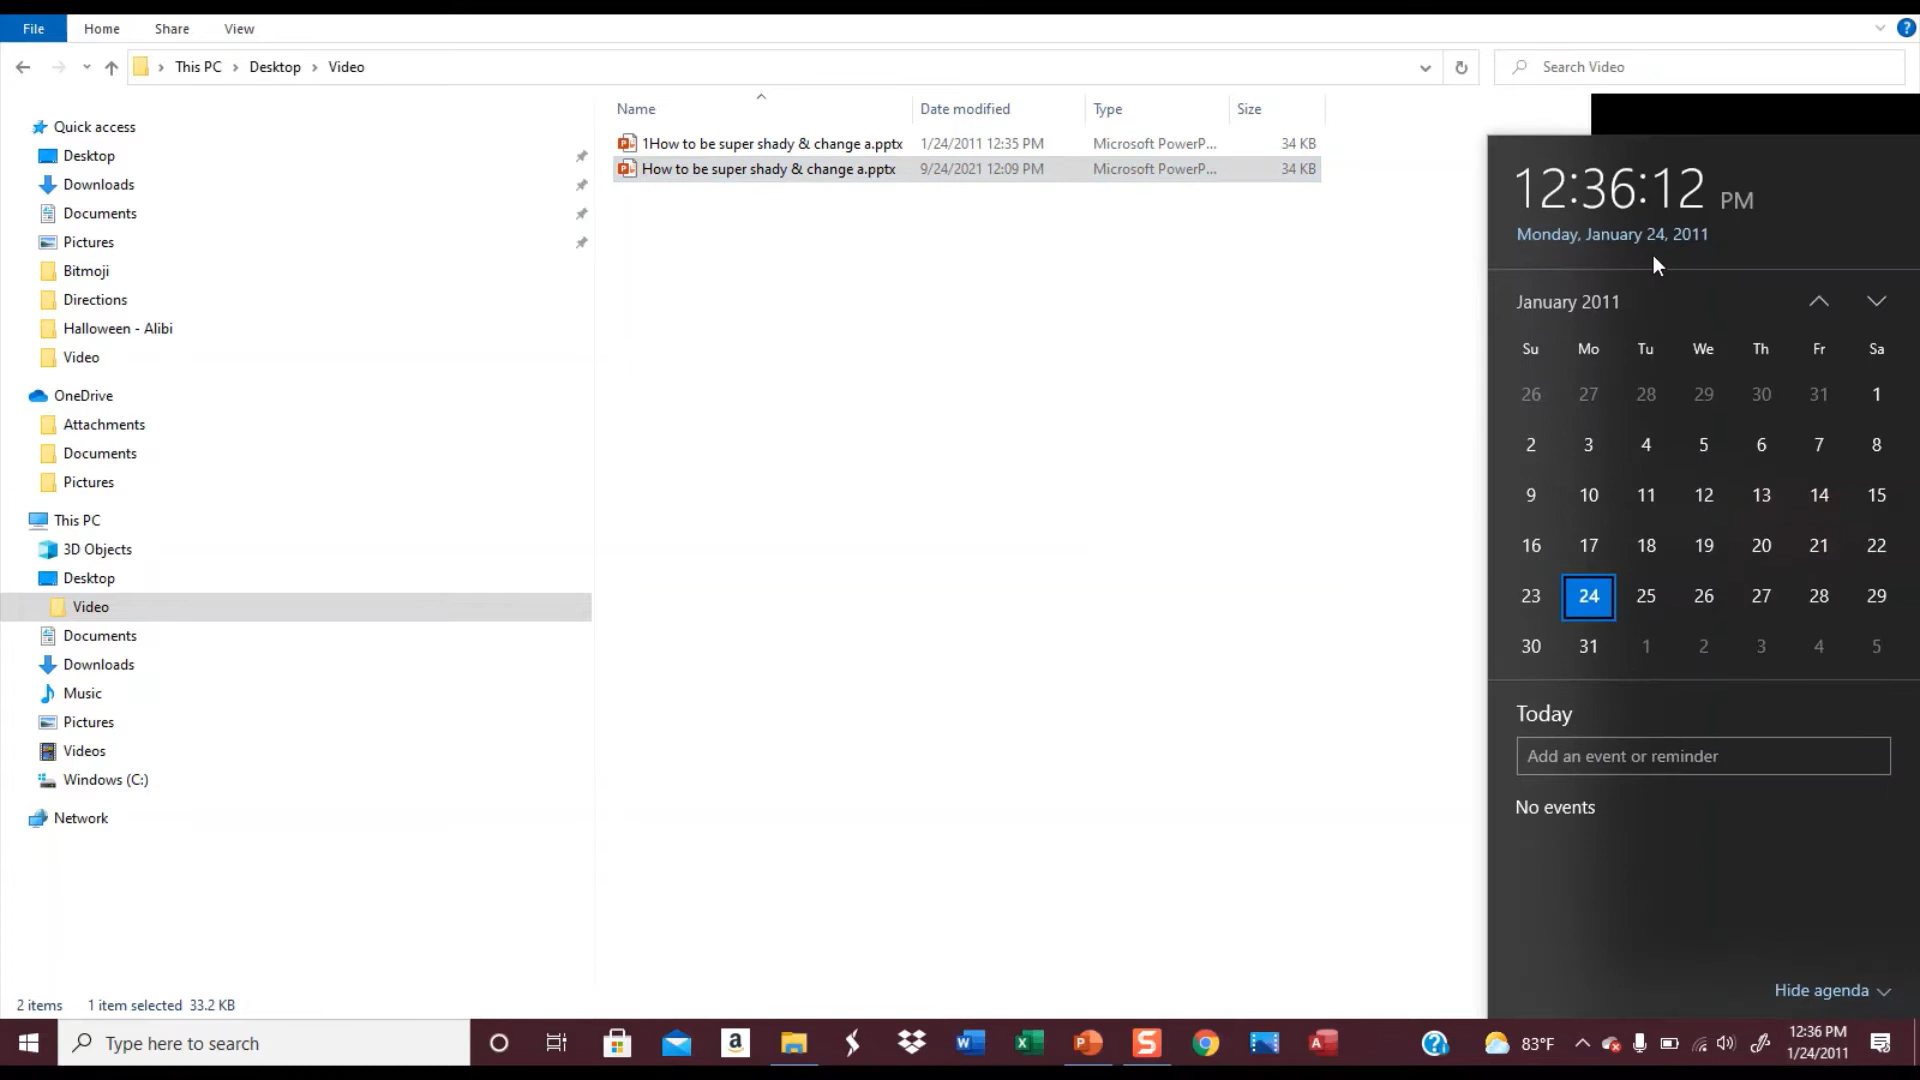 File Home Share View
This PC Desktop Video
Search Video
Name Date modified Type Size
1How to be super shady & change a.pptx 1/24/2011 12:35 PM Microsoft PowerP... 34 KB
How to be super shady & change a.pptx 9/24/2021 12:09 PM Microsoft PowerP... 34 KB
Quick access
Desktop
Downloads
Documents
Pictures
Bitmoji
Directions
Halloween - Alibi
Video
OneDrive
Attachments
Documents
Pictures
This PC
3D Objects
Desktop
Video
Documents
Downloads
Music
Pictures
Videos
Windows (C:)
Network
2 items 1 item selected 33.2 KB
12:36:12 PM
Monday, January 24, 2011
January 2011
Su Mo Tu We Th Fr Sa
26 27 28 29 30 31 1
2 3 4 5 6 7 8
9 10 11 12 13 14 15
16 17 18 19 20 21 22
23 24 25 26 27 28 29
30 31 1 2 3 4 5
Today
Add an event or reminder
No events
Hide agenda
Type here to search
83°F
12:36 PM
1/24/2011